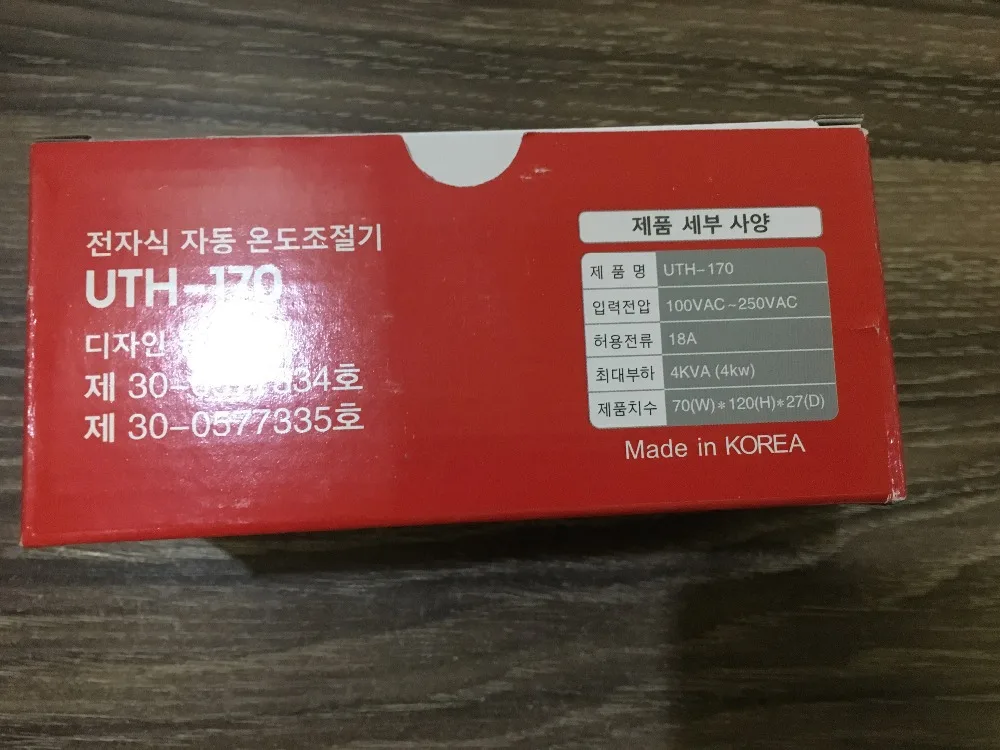 전자식 자동 온도조절기
UTH-170
디자인
제
제 30-0577335호
제품 세부 사양
제 품 명 UTH-170
입력전압 100VAC~250VAC
허용전류 18A
최대부하 4KVA (4kw)
제품치수 70(W)*120(H)*27(D)
Made in KOREA